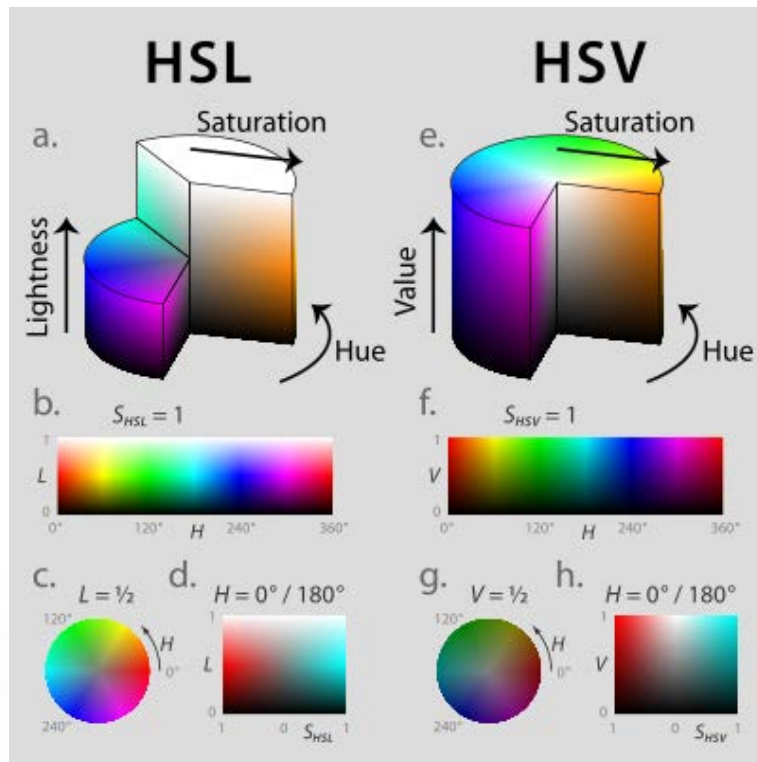 HSL
HSV
a.
Saturation
Lightness
Hue
e.
Saturation
Value
Hue
b.
S_HSL = 1
1
L
0
0° 120° 240° 360°
H
f.
S_HSV = 1
1
V
0
0° 120° 240° 360°
H
c.
L = ½
120°
H
0°
240°
d.
H = 0° / 180°
1
L
0
1 0 1
S_HSL
g.
V = ½
120°
H
0°
240°
h.
H = 0° / 180°
1
V
0
1 0 1
S_HSV